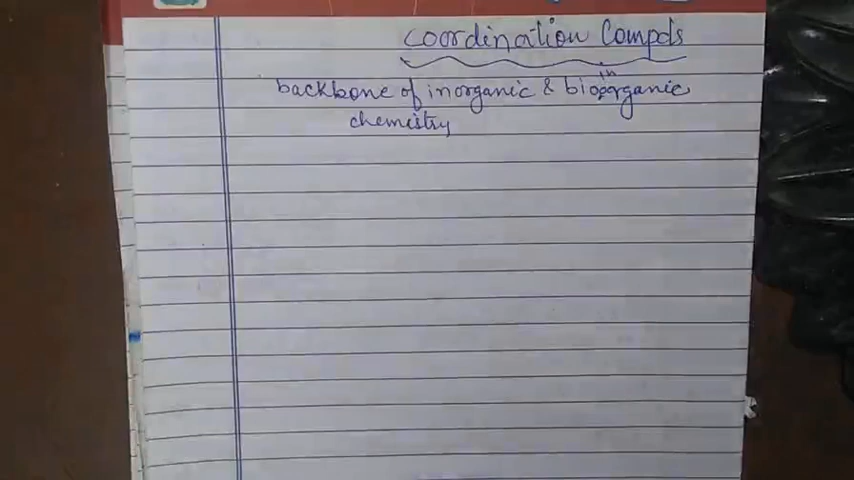 Coordination Compds
backbone of inorganic & bioinorganic
chemistry